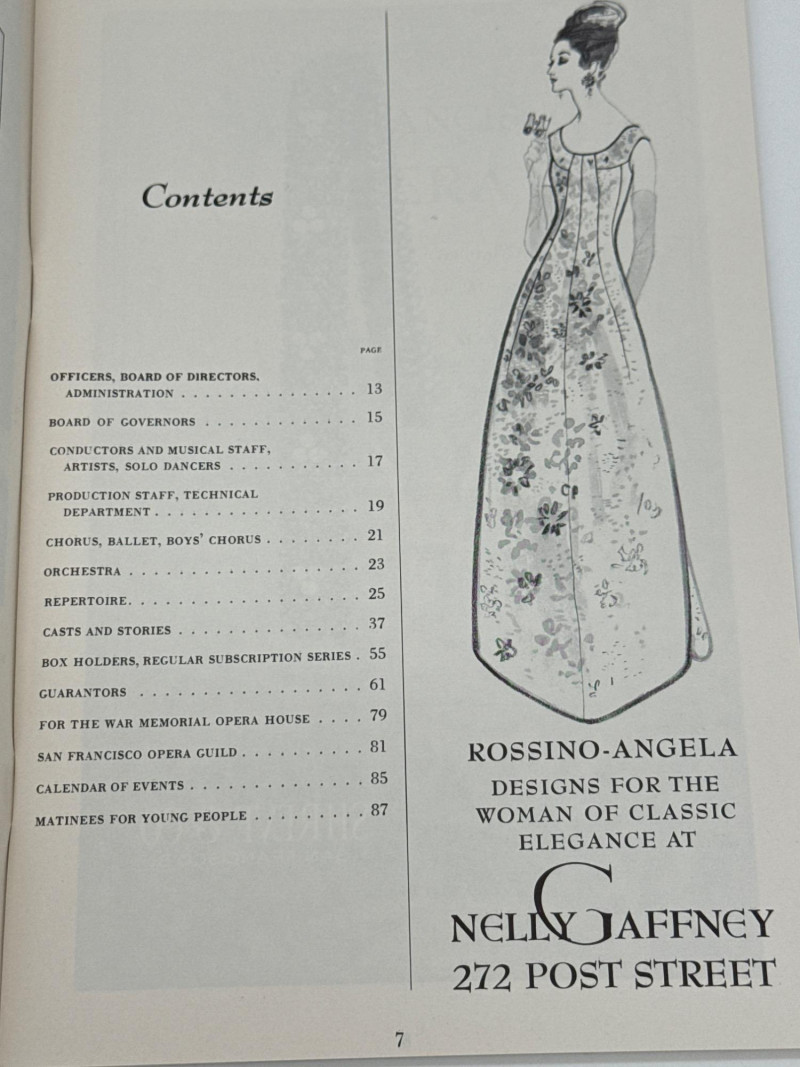 Contents
PAGE
OFFICERS, BOARD OF DIRECTORS,
ADMINISTRATION . . . . . . . . . . . . . . . 13
BOARD OF GOVERNORS . . . . . . . . . . . . . 15
CONDUCTORS AND MUSICAL STAFF,
ARTISTS, SOLO DANCERS . . . . . . . . . . . 17
PRODUCTION STAFF, TECHNICAL
DEPARTMENT . . . . . . . . . . . . . . . . . 19
CHORUS, BALLET, BOYS' CHORUS . . . . . . . . 21
ORCHESTRA . . . . . . . . . . . . . . . . . . 23
REPERTOIRE. . . . . . . . . . . . . . . . . . 25
CASTS AND STORIES . . . . . . . . . . . . . . 37
BOX HOLDERS, REGULAR SUBSCRIPTION SERIES . 55
GUARANTORS . . . . . . . . . . . . . . . . . 61
FOR THE WAR MEMORIAL OPERA HOUSE . . . . 79
SAN FRANCISCO OPERA GUILD . . . . . . . . . . 81
CALENDAR OF EVENTS . . . . . . . . . . . . . . 85
MATINEES FOR YOUNG PEOPLE . . . . . . . . . 87
ROSSINO-ANGELA
DESIGNS FOR THE
WOMAN OF CLASSIC
ELEGANCE AT
NELLY GAFFNEY
272 POST STREET
7